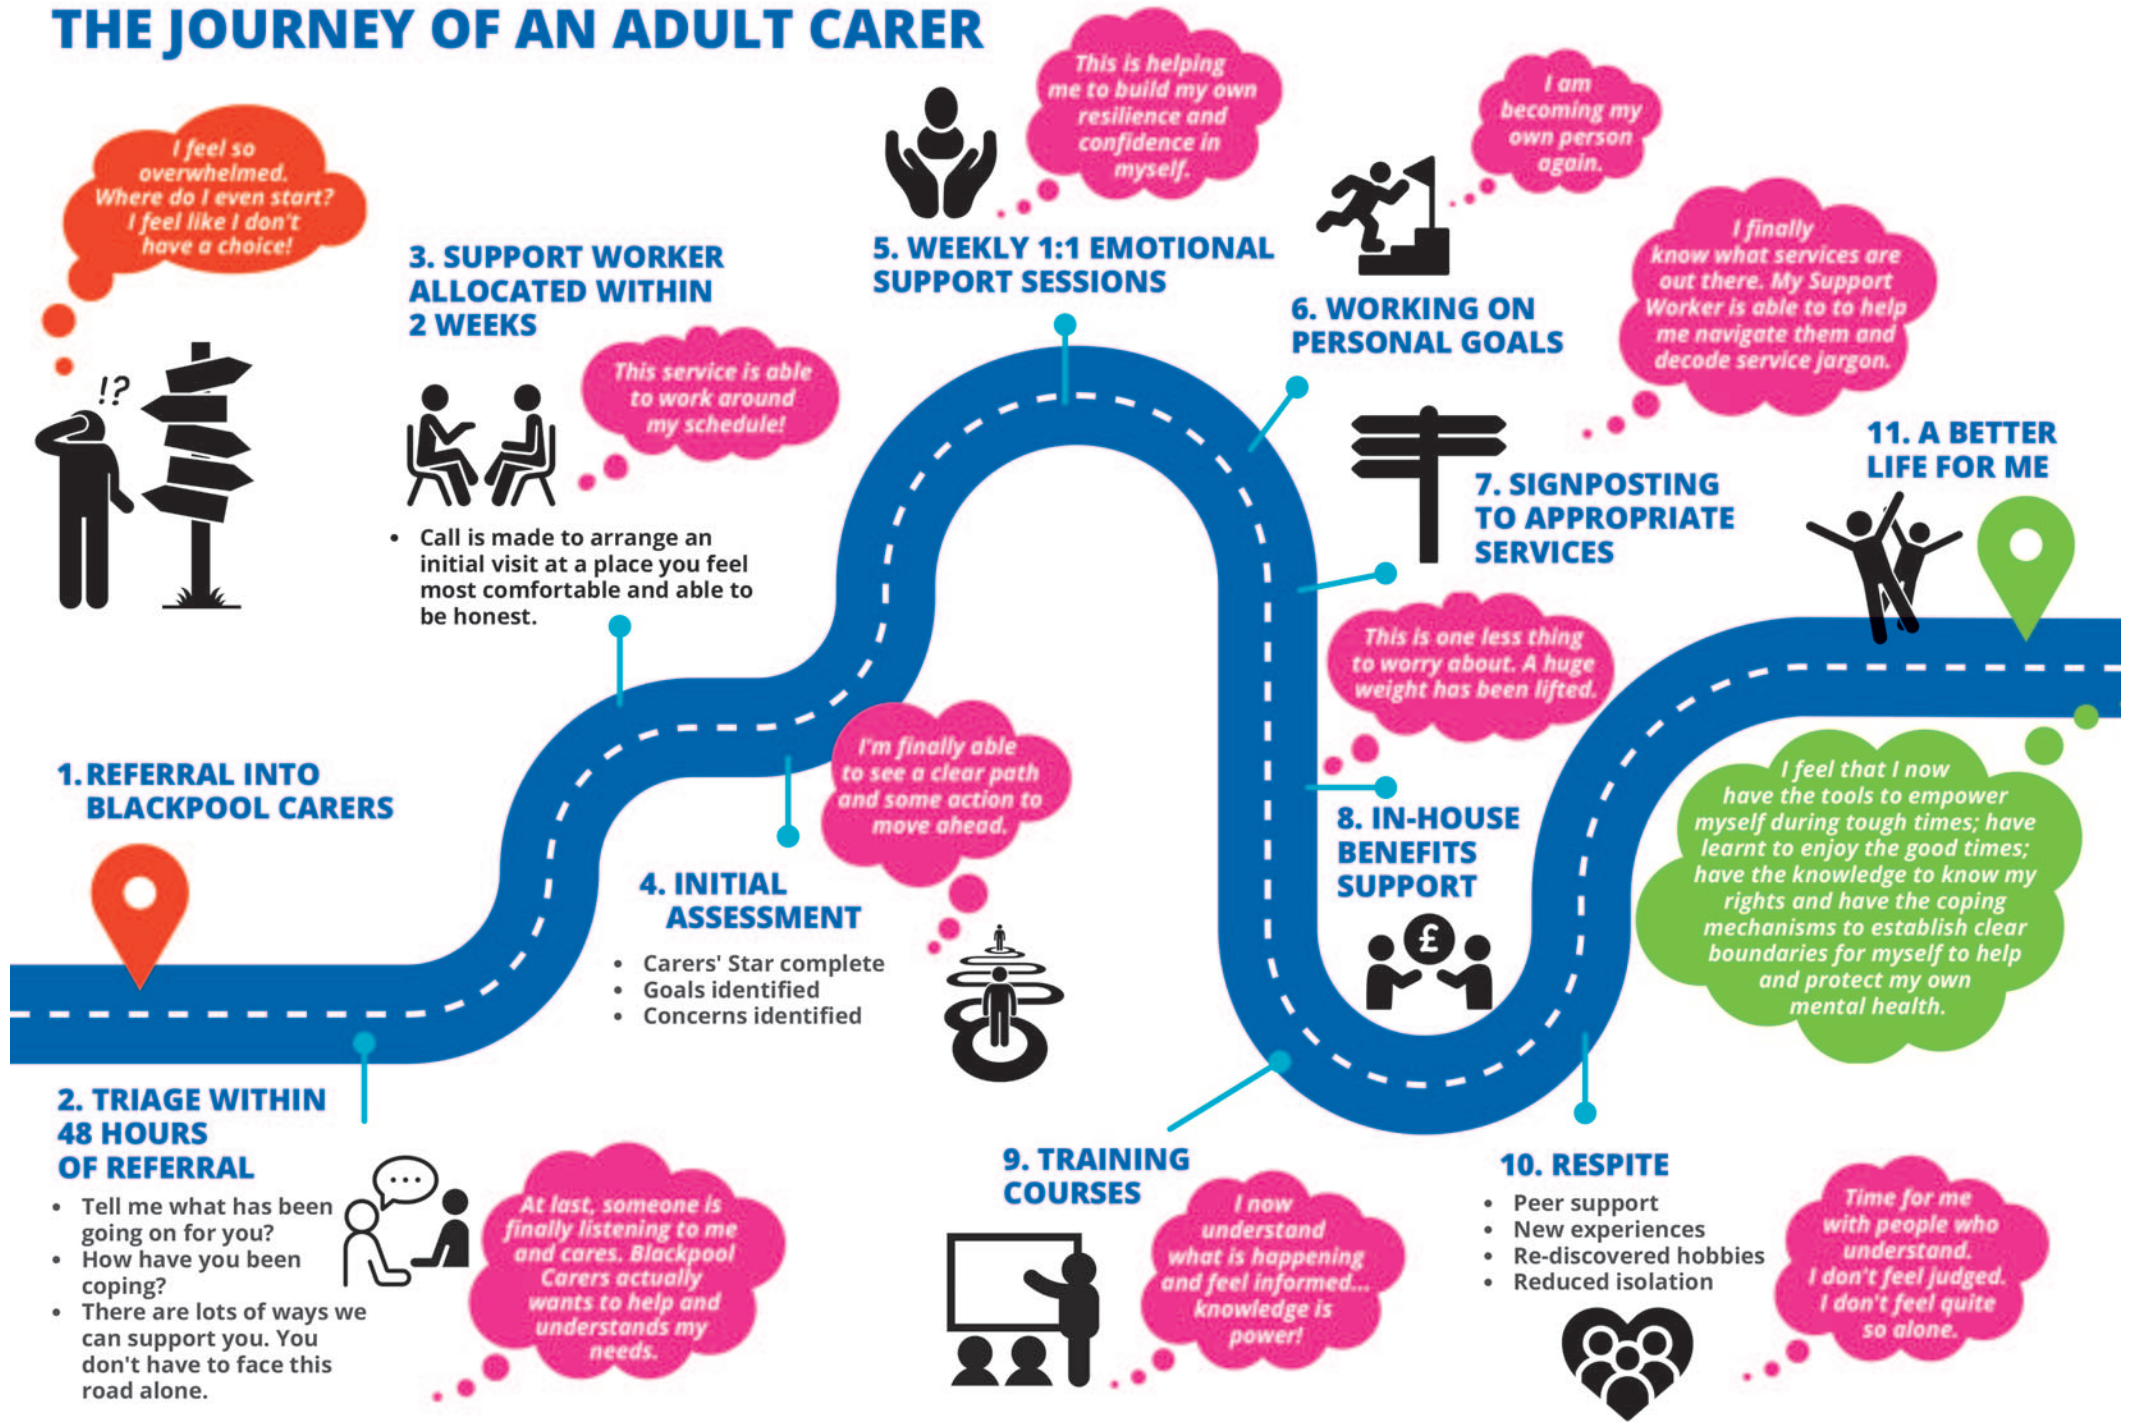 THE JOURNEY OF AN ADULT CARER
I feel so
overwhelmed.
Where do I even start?
I feel like I don't
have a choice!
!?
1. REFERRAL INTO
BLACKPOOL CARERS
2. TRIAGE WITHIN
48 HOURS
OF REFERRAL
• Tell me what has been
going on for you?
• How have you been
coping?
• There are lots of ways we
can support you. You
don't have to face this
road alone.
At last, someone is
finally listening to me
and cares. Blackpool
Carers actually
wants to help and
understands my
needs.
3. SUPPORT WORKER
ALLOCATED WITHIN
2 WEEKS
This service is able
to work around
my schedule!
• Call is made to arrange an
initial visit at a place you feel
most comfortable and able to
be honest.
4. INITIAL
ASSESSMENT
• Carers' Star complete
• Goals identified
• Concerns identified
I'm finally able
to see a clear path
and some action to
move ahead.
5. WEEKLY 1:1 EMOTIONAL
SUPPORT SESSIONS
This is helping
me to build my own
resilience and
confidence in
myself.
6. WORKING ON
PERSONAL GOALS
I am
becoming my
own person
again.
7. SIGNPOSTING
TO APPROPRIATE
SERVICES
I finally
know what services are
out there. My Support
Worker is able to to help
me navigate them and
decode service jargon.
8. IN-HOUSE
BENEFITS
SUPPORT
This is one less thing
to worry about. A huge
weight has been lifted.
£
9. TRAINING
COURSES
I now
understand
what is happening
and feel informed...
knowledge is
power!
10. RESPITE
• Peer support
• New experiences
• Re-discovered hobbies
• Reduced isolation
Time for me
with people who
understand.
I don't feel judged.
I don't feel quite
so alone.
11. A BETTER
LIFE FOR ME
I feel that I now
have the tools to empower
myself during tough times; have
learnt to enjoy the good times;
have the knowledge to know my
rights and have the coping
mechanisms to establish clear
boundaries for myself to help
and protect my own
mental health.